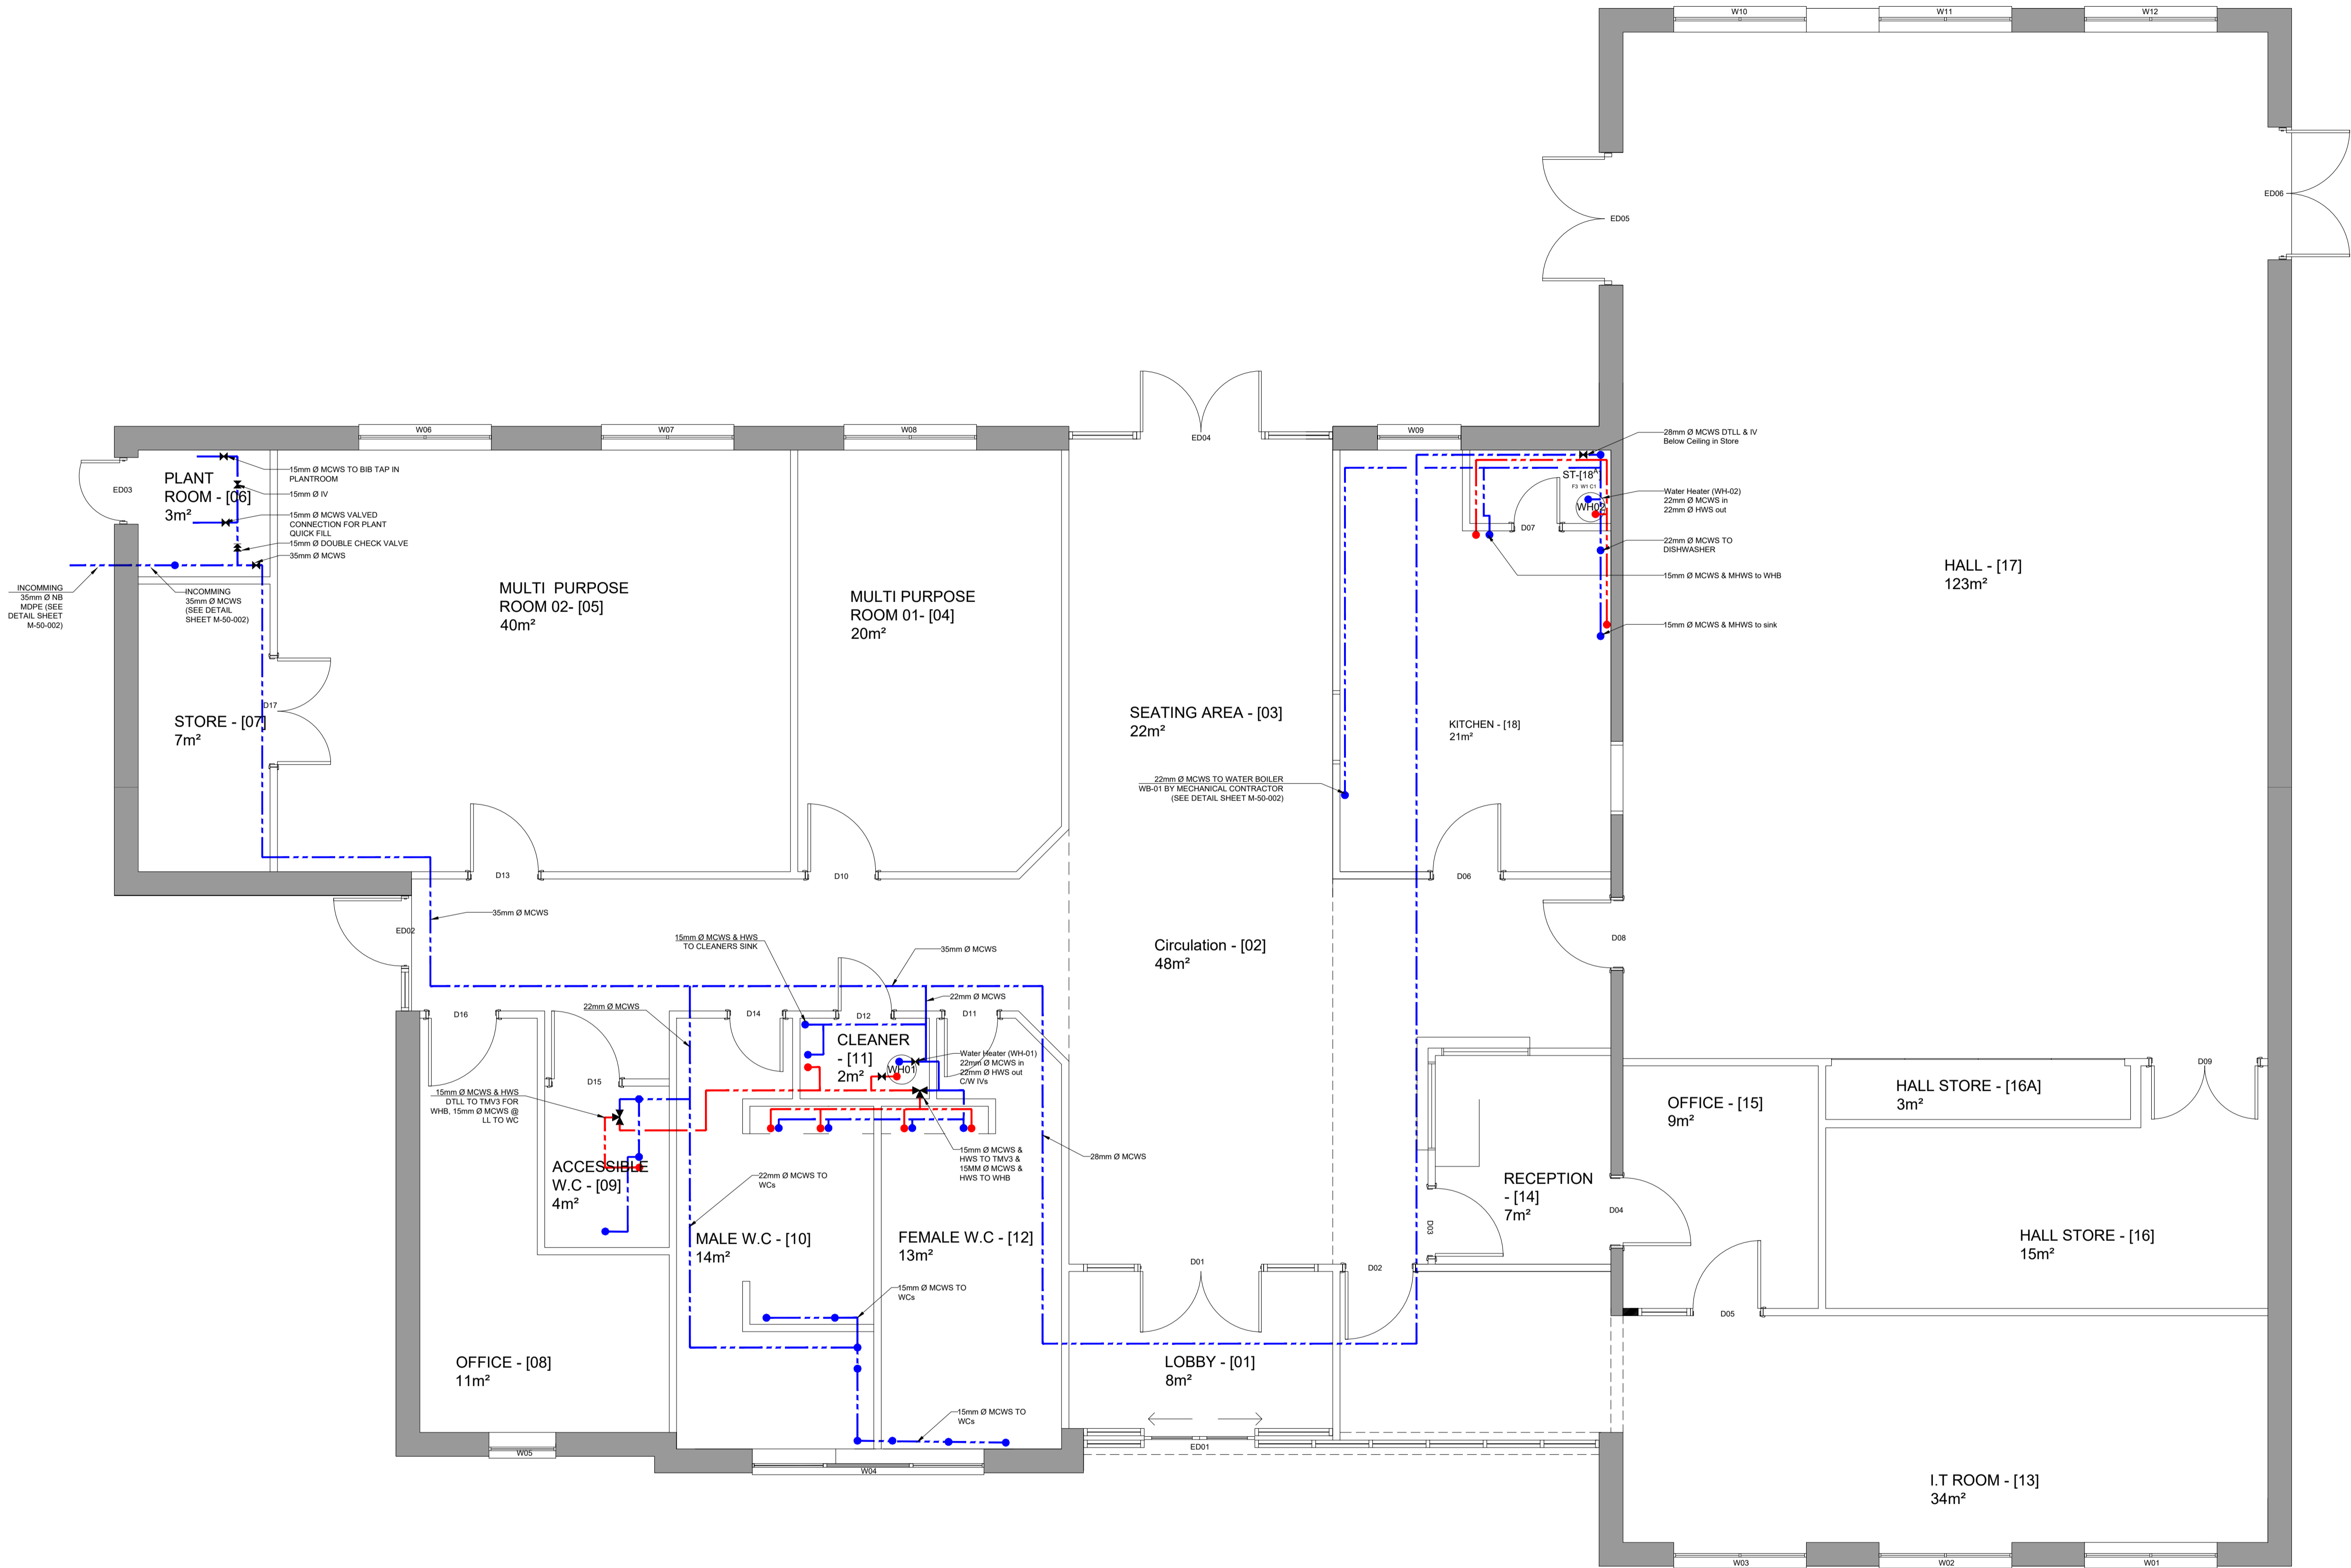 W10
W11
W12
ED05
ED06
W06
W07
W08
ED04
W09
28mm Ø MCWS DTLL & IV
Below Ceiling in Store
ED03
PLANT
ROOM - [06]
3m²
15mm Ø MCWS TO BIB TAP IN
PLANTROOM
15mm Ø IV
15mm Ø MCWS VALVED
CONNECTION FOR PLANT
QUICK FILL
15mm Ø DOUBLE CHECK VALVE
35mm Ø MCWS
ST-[18A]
F3 W1 C1
WH02
Water Heater (WH-02)
22mm Ø MCWS in
22mm Ø HWS out
D07
22mm Ø MCWS TO
DISHWASHER
15mm Ø MCWS & MHWS to WHB
15mm Ø MCWS & MHWS to sink
INCOMMING
35mm Ø NB
MDPE (SEE
DETAIL SHEET
M-50-002)
INCOMMING
35mm Ø MCWS
(SEE DETAIL
SHEET M-50-002)
MULTI PURPOSE
ROOM 02- [05]
40m²
MULTI PURPOSE
ROOM 01- [04]
20m²
HALL - [17]
123m²
STORE - [07]
7m²
D17
SEATING AREA - [03]
22m²
KITCHEN - [18]
21m²
22mm Ø MCWS TO WATER BOILER
WB-01 BY MECHANICAL CONTRACTOR
(SEE DETAIL SHEET M-50-002)
D13
D10
D06
35mm Ø MCWS
ED02
15mm Ø MCWS & HWS
TO CLEANERS SINK
35mm Ø MCWS
Circulation - [02]
48m²
D08
22mm Ø MCWS
22mm Ø MCWS
D16
D14
D12
D11
CLEANER
- [11]
2m²
WH01
Water Heater (WH-01)
22mm Ø MCWS in
22mm Ø HWS out
C/W IVs
D15
15mm Ø MCWS & HWS
DTLL TO TMV3 FOR
WHB, 15mm Ø MCWS @
LL TO WC
D09
HALL STORE - [16A]
3m²
OFFICE - [15]
9m²
ACCESSIBLE
W.C - [09]
4m²
15mm Ø MCWS &
HWS TO TMV3 &
15MM Ø MCWS &
HWS TO WHB
28mm Ø MCWS
22mm Ø MCWS TO
WCs
RECEPTION
- [14]
7m²
D04
D03
MALE W.C - [10]
14m²
FEMALE W.C - [12]
13m²
HALL STORE - [16]
15m²
D01
D02
15mm Ø MCWS TO
WCs
D05
OFFICE - [08]
11m²
LOBBY - [01]
8m²
15mm Ø MCWS TO
WCs
ED01
W05
W04
I.T ROOM - [13]
34m²
W03
W02
W01